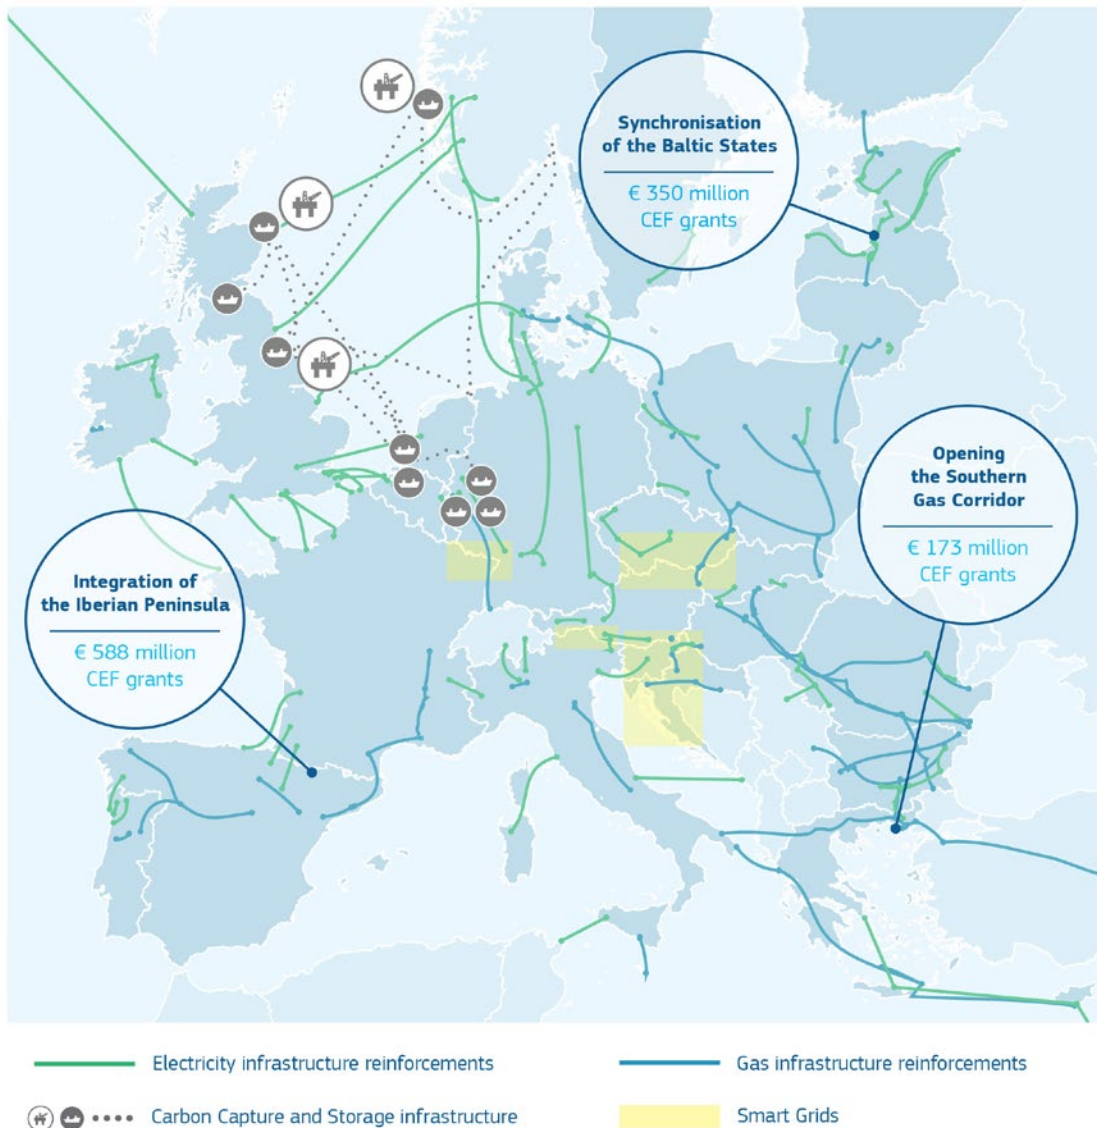 Synchronisation
of the Baltic States
€ 350 million
CEF grants
Opening
the Southern
Gas Corridor
€ 173 million
CEF grants
Integration of
the Iberian Peninsula
€ 588 million
CEF grants
Electricity infrastructure reinforcements
Gas infrastructure reinforcements
Carbon Capture and Storage infrastructure
Smart Grids